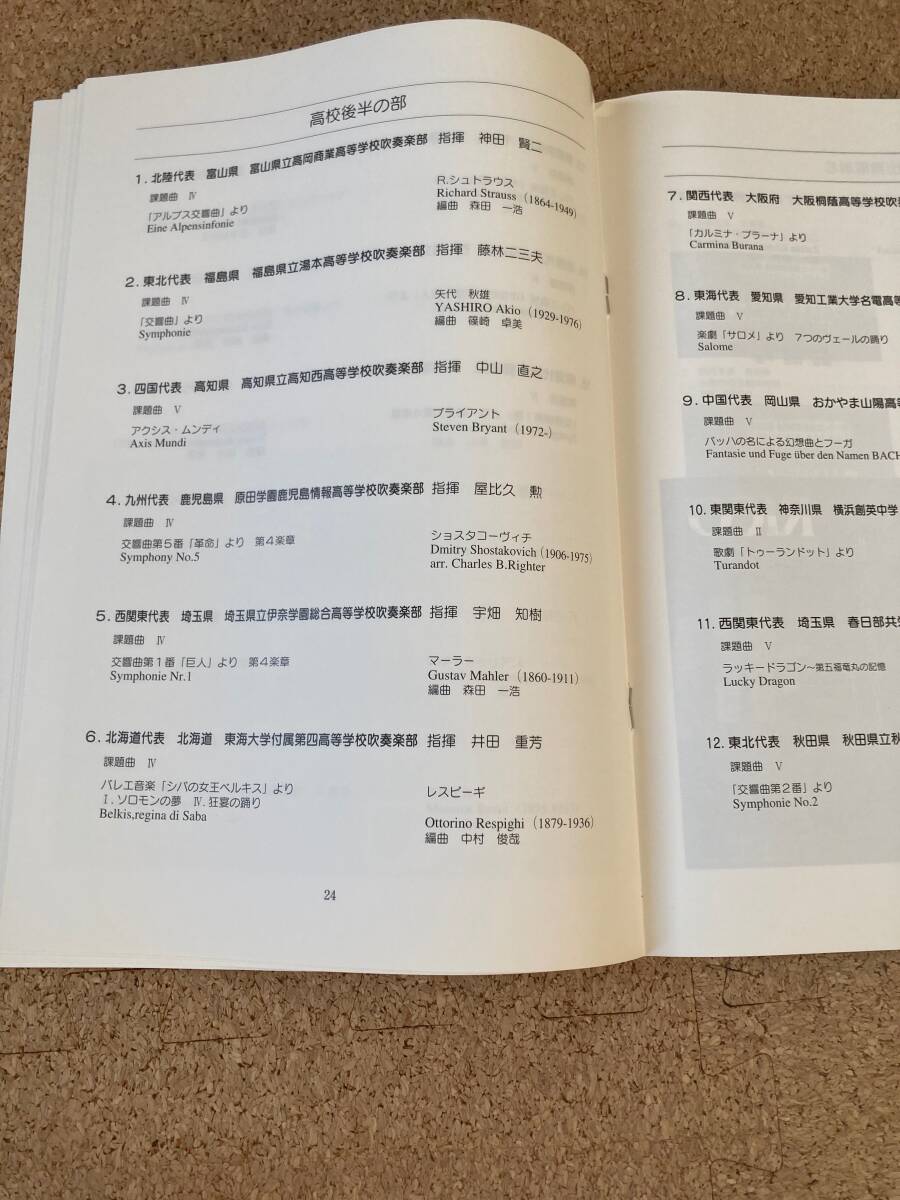 高校後半の部
1. 北陸代表　富山県　富山県立高岡商業高等学校吹奏楽部　指揮　神田　賢二
課題曲　Ⅳ
「アルプス交響曲」より　R.シュトラウス
Eine Alpensinfonie　Richard Strauss（1864-1949）
編曲　森田　一浩
2. 東北代表　福島県　福島県立湯本高等学校吹奏楽部　指揮　藤林二三夫
課題曲　Ⅳ
「交響曲」より　矢代　秋雄
Symphonie　YASHIRO Akio（1929-1976）
編曲　篠崎　卓美
3. 四国代表　高知県　高知県立高知西高等学校吹奏楽部　指揮　中山　直之
課題曲　Ⅴ
アクシス・ムンディ　ブライアント
Axis Mundi　Steven Bryant（1972-）
4. 九州代表　鹿児島県　原田学園鹿児島情報高等学校吹奏楽部　指揮　屋比久　勲
課題曲　Ⅳ
交響曲第5番「革命」より　第4楽章　ショスタコーヴィチ
Symphony No.5　Dmitry Shostakovich（1906-1975）
arr. Charles B.Righter
5. 西関東代表　埼玉県　埼玉県立伊奈学園総合高等学校吹奏楽部　指揮　宇畑　知樹
課題曲　Ⅳ
交響曲第1番「巨人」より　第4楽章　マーラー
Symphonie Nr.1　Gustav Mahler（1860-1911）
編曲　森田　一浩
6. 北海道代表　北海道　東海大学付属第四高等学校吹奏楽部　指揮　井田　重芳
課題曲　Ⅳ
バレエ音楽「シバの女王ベルキス」より　レスピーギ
Ⅰ. ソロモンの夢　Ⅳ. 狂宴の踊り
Belkis,regina di Saba　Ottorino Respighi（1879-1936）
編曲　中村　俊哉
24
7. 関西代表　大阪府　大阪桐蔭高等学校吹
課題曲　Ⅴ
「カルミナ・ブラーナ」より
Carmina Burana
8. 東海代表　愛知県　愛知工業大学名電高
課題曲　Ⅴ
楽劇「サロメ」より　7つのヴェールの踊り
Salome
9. 中国代表　岡山県　おかやま山陽高
課題曲　Ⅴ
バッハの名による幻想曲とフーガ
Fantasie und Fuge über den Namen BACH
10. 東関東代表　神奈川県　横浜創英中学
課題曲　Ⅱ
歌劇「トゥーランドット」より
Turandot
11. 西関東代表　埼玉県　春日部共
課題曲　Ⅴ
ラッキードラゴン〜第五福竜丸の記憶
Lucky Dragon
12. 東北代表　秋田県　秋田県立秋
課題曲　Ⅴ
「交響曲第2番」より
Symphonie No.2